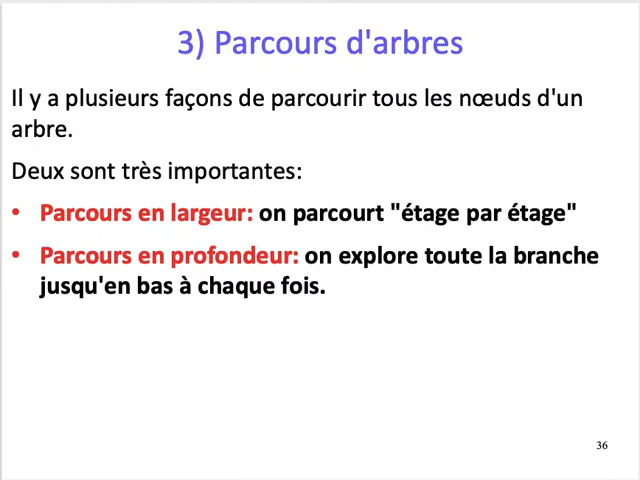 3) Parcours d'arbres
Il y a plusieurs façons de parcourir tous les nœuds d'un
arbre.
Deux sont très importantes:
• Parcours en largeur: on parcourt "étage par étage"
• Parcours en profondeur: on explore toute la branche
jusqu'en bas à chaque fois.
36